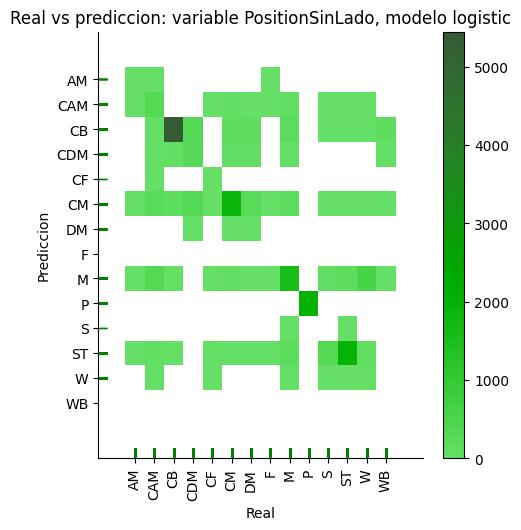 Real vs prediccion: variable PositionSinLado, modelo logistic
AM
CAM
CB
CDM
CF
CM
DM
F
M
P
S
ST
W
WB
Prediccion
AM
CAM
CB
CDM
CF
CM
DM
F
M
P
S
ST
W
WB
Real
5000
4000
3000
2000
1000
0